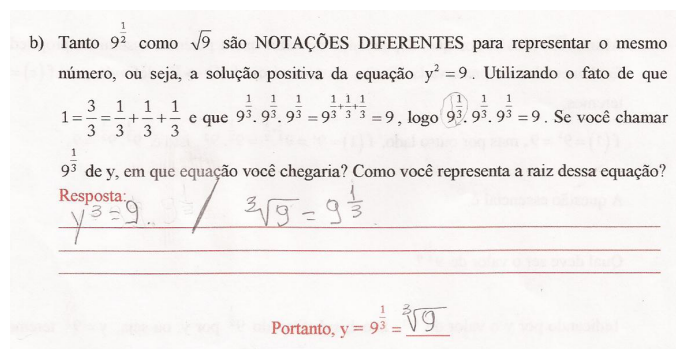 b) Tanto 9^{1/2} como √9 são NOTAÇÕES DIFERENTES para representar o mesmo
número, ou seja, a solução positiva da equação y² = 9. Utilizando o fato de que
1 = 3/3 = 1/3 + 1/3 + 1/3 e que 9^{1/3}. 9^{1/3}. 9^{1/3} = 9^{1/3+1/3+1/3} = 9, logo 9^{1/3}. 9^{1/3}. 9^{1/3} = 9. Se você chamar
9^{1/3} de y, em que equação você chegaria? Como você representa a raiz dessa equação?
Resposta:
y³ = 9. / ∛9 = 9^{1/3}
Portanto, y = 9^{1/3} = ∛9